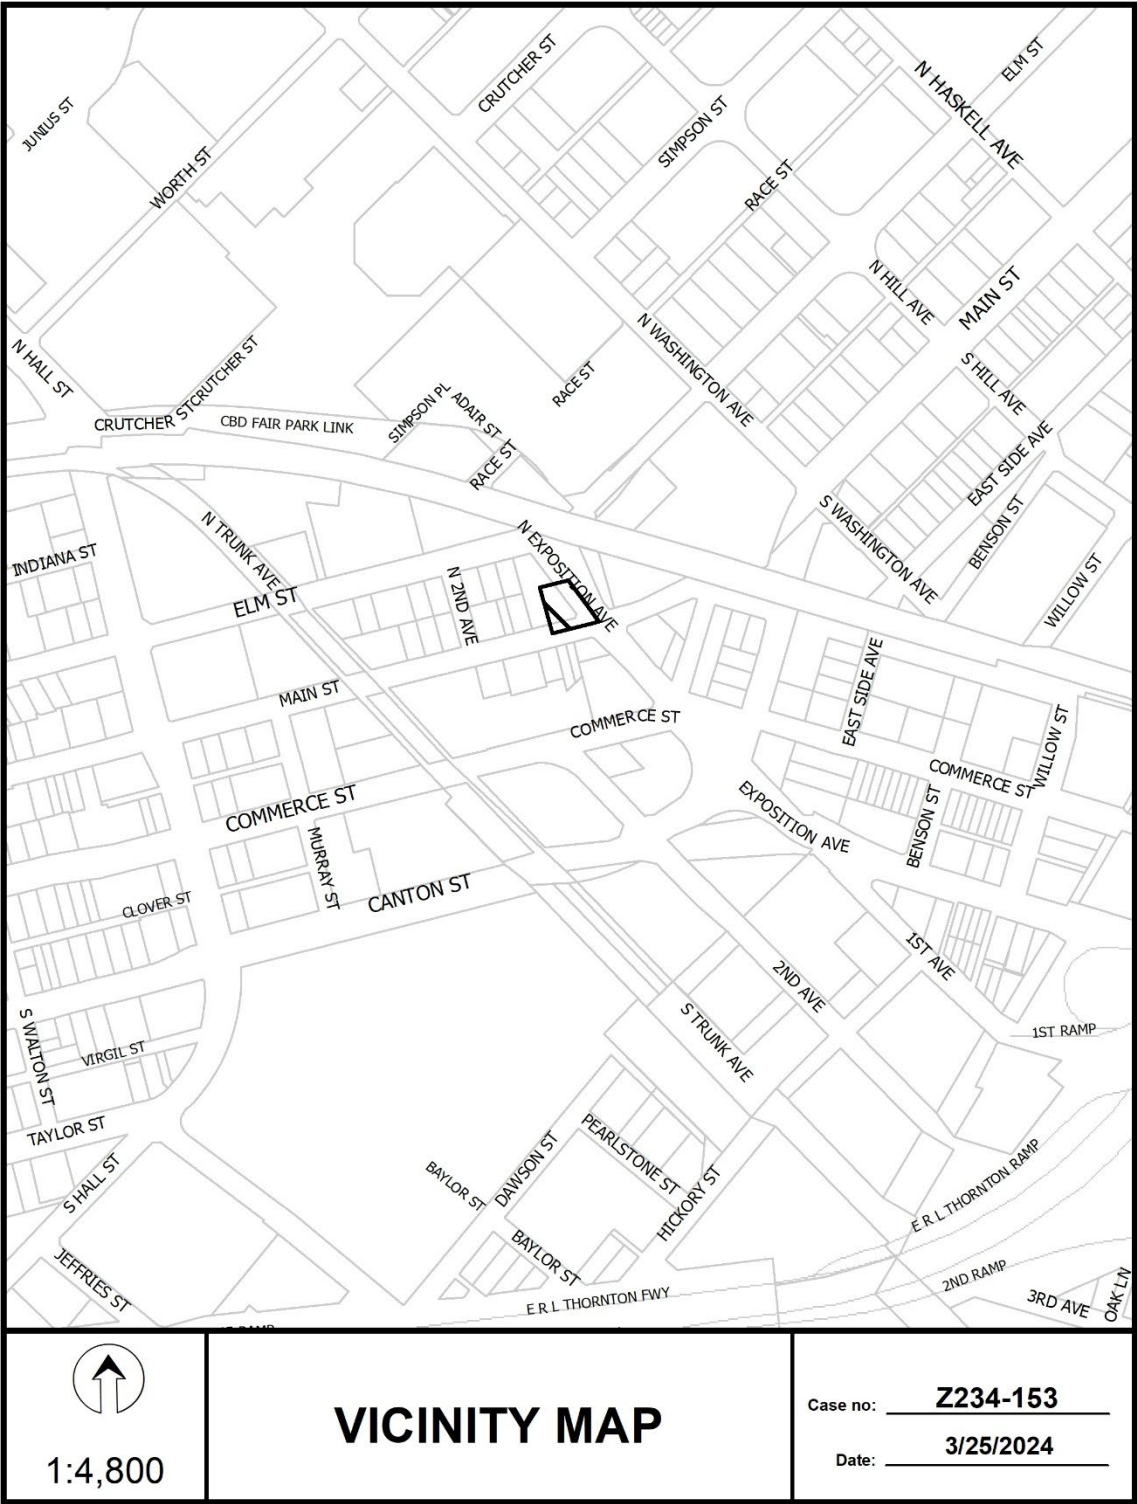 CRUTCHER ST
ELM ST
N HASKELL AVE
JUNIUS ST
SIMPSON ST
WORTH ST
RACE ST
N HILL AVE
MAIN ST
N HALL ST
CRUTCHER ST
N WASHINGTON AVE
S HILL AVE
RACE ST
SIMPSON PL
ADAIR ST
CRUTCHER ST
CBD FAIR PARK LINK
RACE ST
EAST SIDE AVE
BENSON ST
S WASHINGTON AVE
N TRUNK AVE
N EXPOSITION AVE
INDIANA ST
ELM ST
N 2ND AVE
WILLOW ST
MAIN ST
EAST SIDE AVE
COMMERCE ST
WILLOW ST
COMMERCE ST
COMMERCE ST
EXPOSITION AVE
BENSON ST
MURRAY ST
CANTON ST
CLOVER ST
1ST AVE
2ND AVE
S WALTON ST
S TRUNK AVE
1ST RAMP
VIRGIL ST
TAYLOR ST
PEARLSTONE ST
DAWSON ST
S HALL ST
BAYLOR ST
HICKORY ST
E R L THORNTON RAMP
BAYLOR ST
JEFFRIES ST
2ND RAMP
E R L THORNTON FWY
3RD AVE
OAK LN
1:4,800
VICINITY MAP
Case no: Z234-153
Date: 3/25/2024